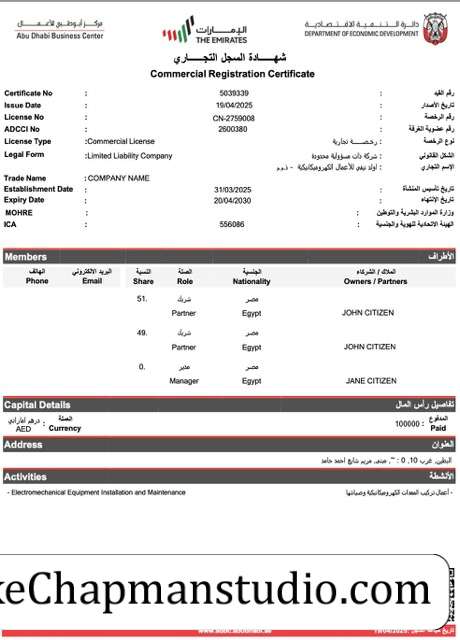 مركز أبوظبي للأعمال
Abu Dhabi Business Center
الإمارات
THE EMIRATES
دائرة التنمية الاقتصادية
DEPARTMENT OF ECONOMIC DEVELOPMENT
شهادة السجل التجاري
Commercial Registration Certificate
Certificate No : 5039339 : رقم القيد
Issue Date : 19/04/2025 : تاريخ الأصدار
License No : CN-2759008 : رقم الرخصة
ADCCI No : 2600380 : رقم عضوية الغرفة
License Type :Commercial License رخصة تجارية : نوع الرخصة
Legal Form :Limited Liability Company شركة ذات مسؤولية محدودة : الشكل القانوني
Trade Name :COMPANY NAME للأعمال الكهروميكانيكية - ذ.م.م : الإسم التجاري
Establishment Date : 31/03/2025 : تاريخ تأسيس المنشأة
Expiry Date : 20/04/2030 : تاريخ الإنتهاء
MOHRE : : وزارة الموارد البشرية والتوطين
ICA : 556086 : الهيئة الاتحادية للهوية والجنسية
Members الأطراف
الهاتف البريد الالكتروني النسبة الصلة الجنسية الملاك / الشركاء
Phone Email Share Role Nationality Owners / Partners
51. شريك مصر
Partner Egypt JOHN CITIZEN
49. شريك مصر
Partner Egypt JOHN CITIZEN
0. مدير مصر
Manager Egypt JANE CITIZEN
Capital Details تفاصيل رأس المال
درهم اماراتي : العملة 100000 : المدفوع
AED Currency Paid
Address العنوان
البطين, غرب 10, 0 : '', مبنى, مريم شايع احمد حامد
Activities الأنشطة
- Electromechanical Equipment Installation and Maintenance - أعمال تركيب المعدات الكهروميكانيكية وصيانتها
keChapmanstudio.com